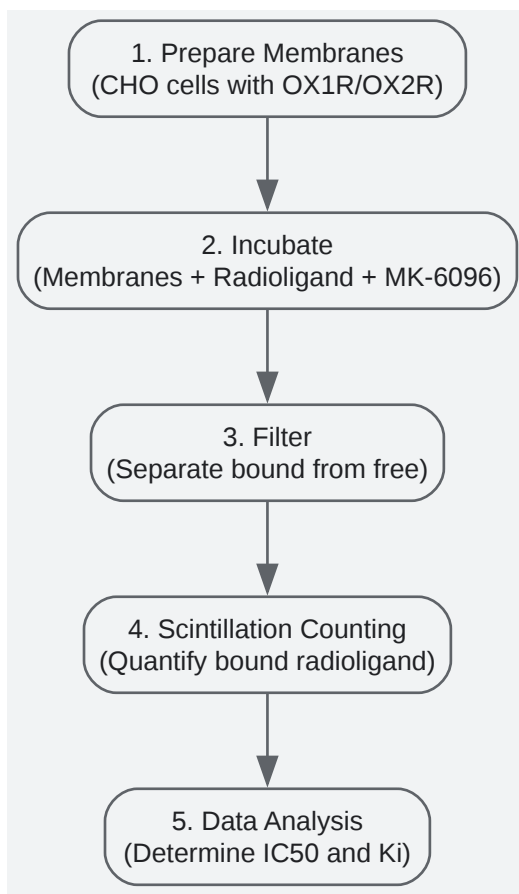 1. Prepare Membranes
(CHO cells with OX1R/OX2R)
2. Incubate
(Membranes + Radioligand + MK-6096)
3. Filter
(Separate bound from free)
4. Scintillation Counting
(Quantify bound radioligand)
5. Data Analysis
(Determine IC50 and Ki)